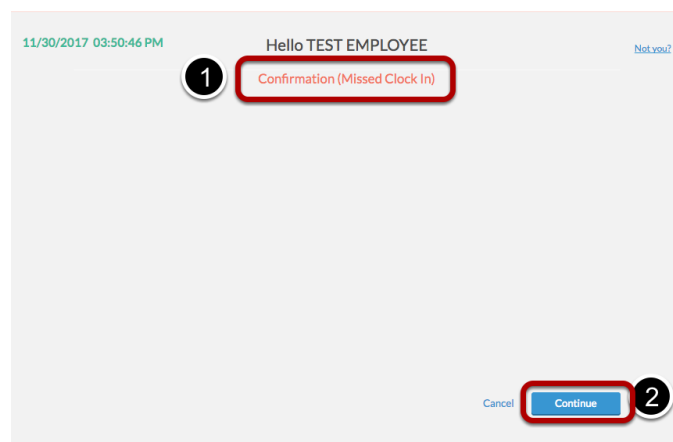 11/30/2017 03:50:46 PM
Hello TEST EMPLOYEE
Not you?
1
Confirmation (Missed Clock In)
Cancel
Continue
2